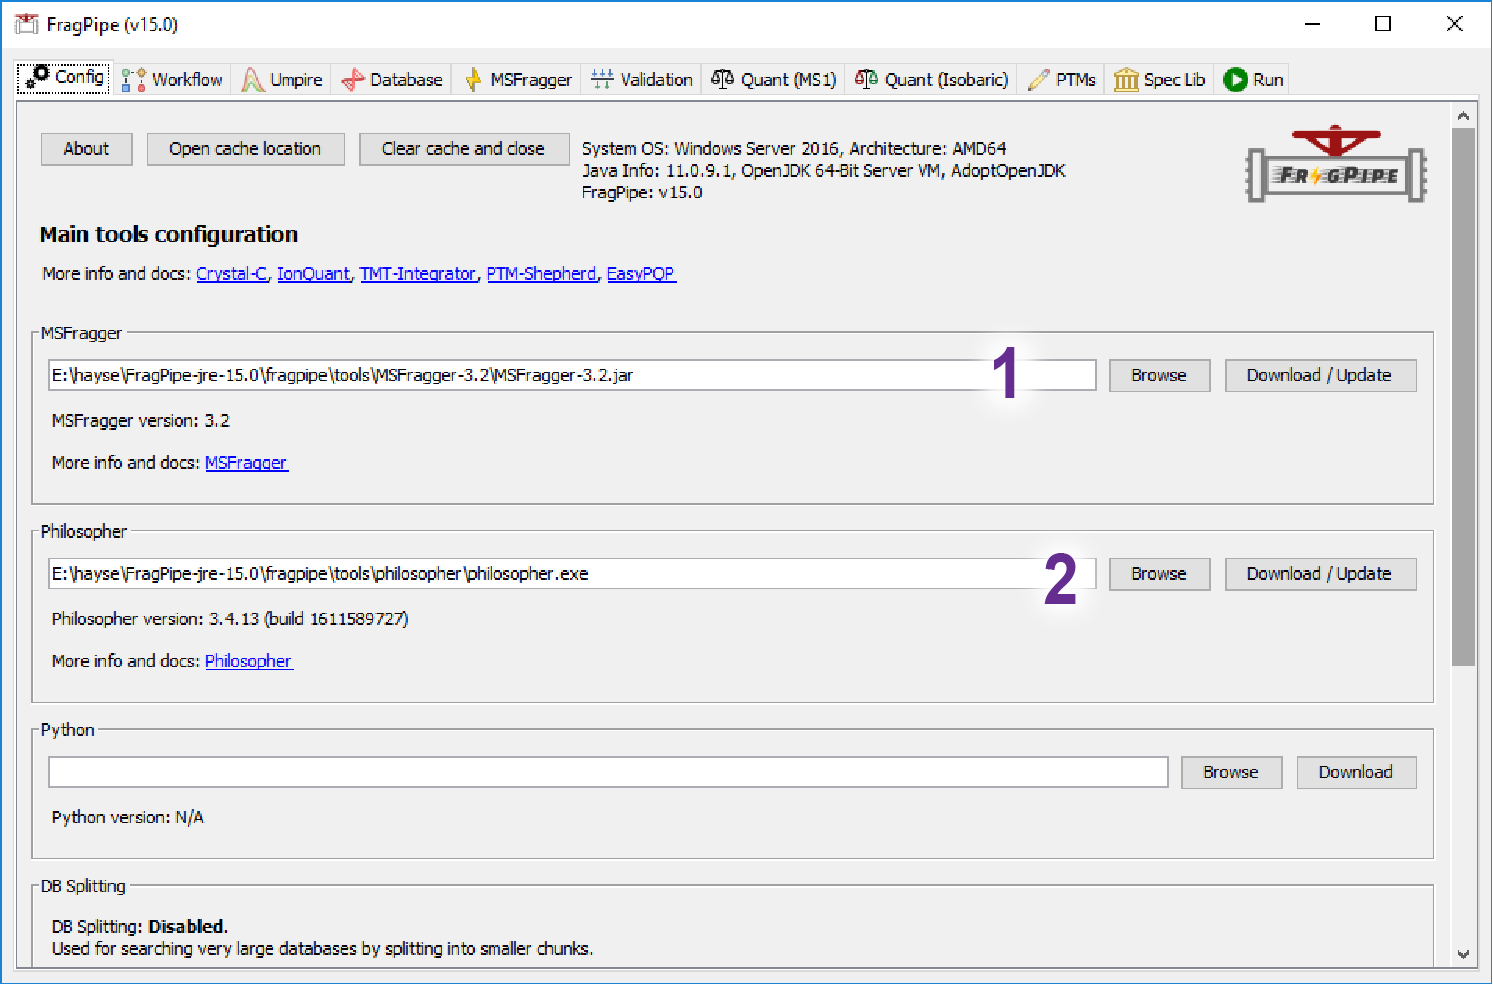 FragPipe (v15.0)
Config Workflow Umpire Database MSFragger Validation Quant (MS1) Quant (Isobaric) PTMs Spec Lib Run
About Open cache location Clear cache and close
System OS: Windows Server 2016, Architecture: AMD64
Java Info: 11.0.9.1, OpenJDK 64-Bit Server VM, AdoptOpenJDK
FragPipe: v15.0
FRAGPIPE
Main tools configuration
More info and docs: Crystal-C, IonQuant, TMT-Integrator, PTM-Shepherd, EasyPQP
MSFragger
E:\hayse\FragPipe-jre-15.0\fragpipe\tools\MSFragger-3.2\MSFragger-3.2.jar 1 Browse Download / Update
MSFragger version: 3.2
More info and docs: MSFragger
Philosopher
E:\hayse\FragPipe-jre-15.0\fragpipe\tools\philosopher\philosopher.exe 2 Browse Download / Update
Philosopher version: 3.4.13 (build 1611589727)
More info and docs: Philosopher
Python
Browse Download
Python version: N/A
DB Splitting
DB Splitting: Disabled.
Used for searching very large databases by splitting into smaller chunks.